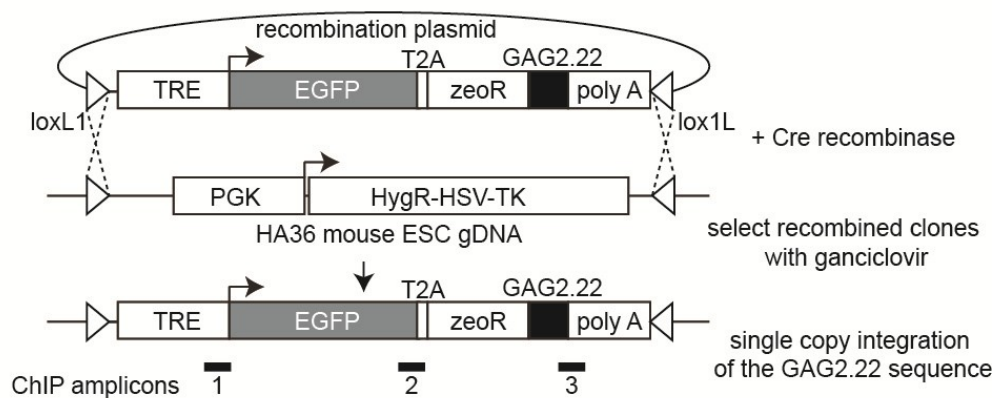 recombination plasmid
T2A GAG2.22
TRE EGFP zeoR poly A
loxL1 lox1L
+ Cre recombinase
PGK HygR-HSV-TK
HA36 mouse ESC gDNA
select recombined clones
with ganciclovir
T2A GAG2.22
TRE EGFP zeoR poly A
single copy integration
of the GAG2.22 sequence
ChIP amplicons 1 2 3